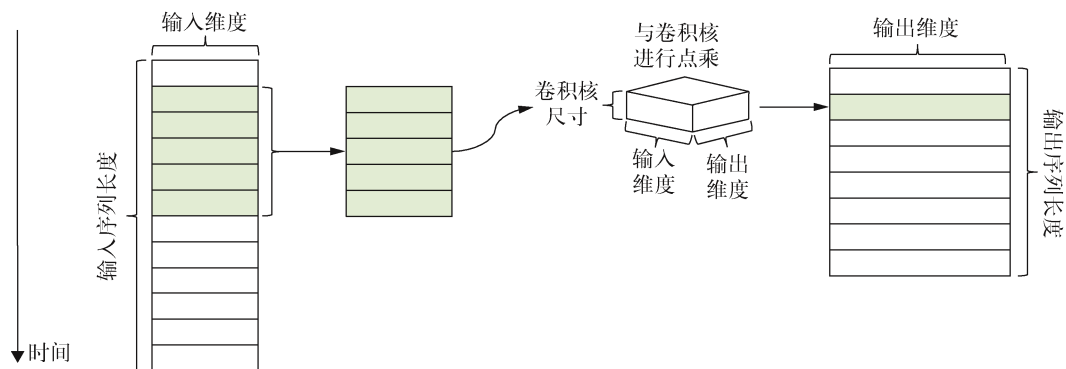 输入维度
输入序列长度
时间
与卷积核
进行点乘
卷积核
尺寸
输入
维度
输出
维度
输出维度
输出序列长度